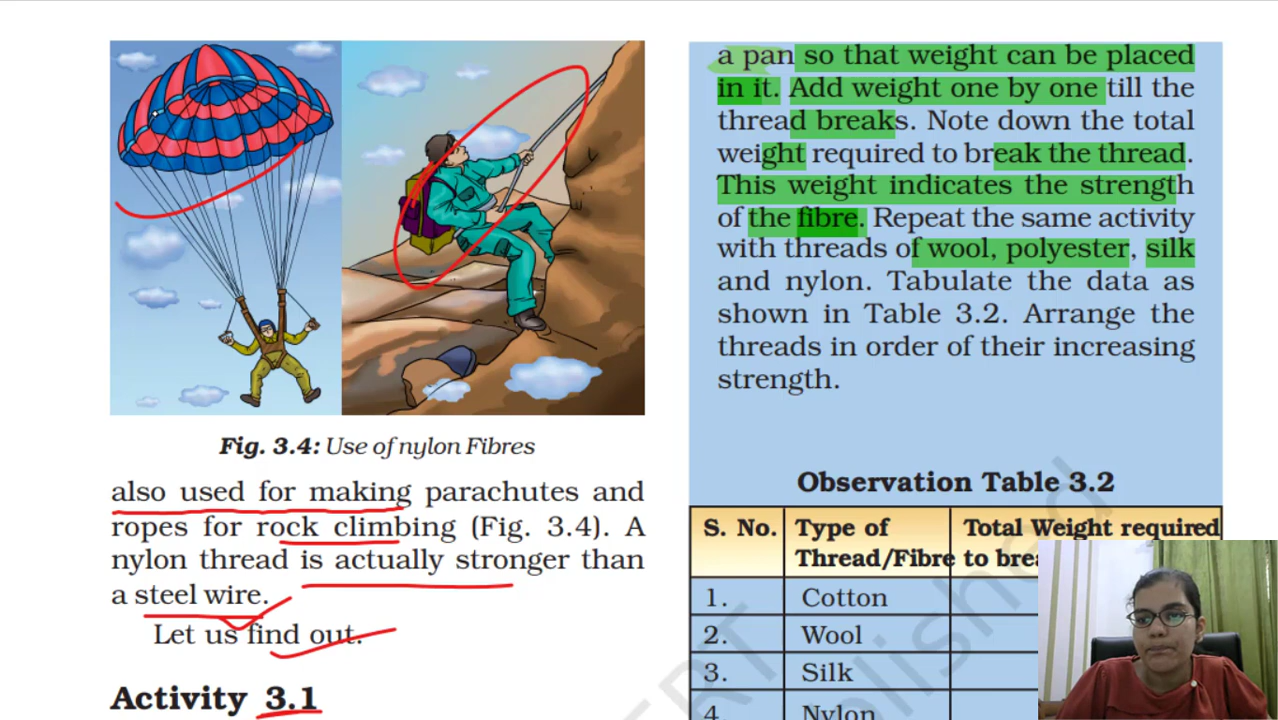 Fig. 3.4: Use of nylon Fibres
also used for making parachutes and
ropes for rock climbing (Fig. 3.4). A
nylon thread is actually stronger than
a steel wire.
Let us find out.
Activity 3.1
a pan so that weight can be placed
in it. Add weight one by one till the
thread breaks. Note down the total
weight required to break the thread.
This weight indicates the strength
of the fibre. Repeat the same activity
with threads of wool, polyester, silk
and nylon. Tabulate the data as
shown in Table 3.2. Arrange the
threads in order of their increasing
strength.
Observation Table 3.2
S. No. Type of Total Weight required
Thread/Fibre to
1. Cotton
2. Wool
3. Silk
4. Nylon